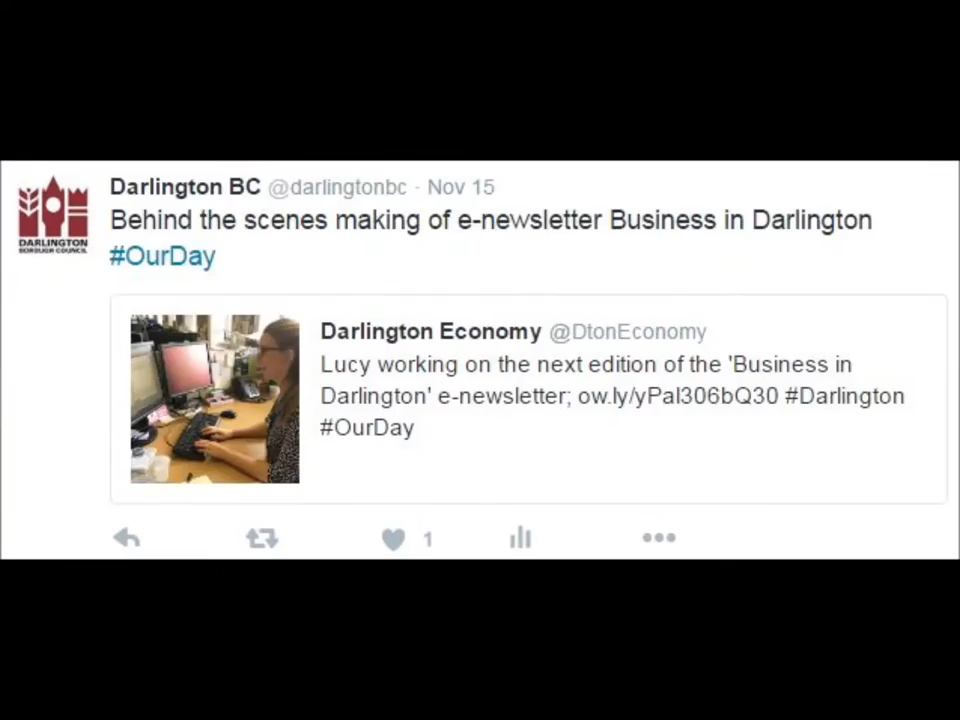 Darlington BC @darlingtonbc · Nov 15
Behind the scenes making of e-newsletter Business in Darlington
#OurDay
DARLINGTON
BOROUGH COUNCIL
Darlington Economy @DtonEconomy
Lucy working on the next edition of the 'Business in
Darlington' e-newsletter; ow.ly/yPal306bQ30 #Darlington
#OurDay
1